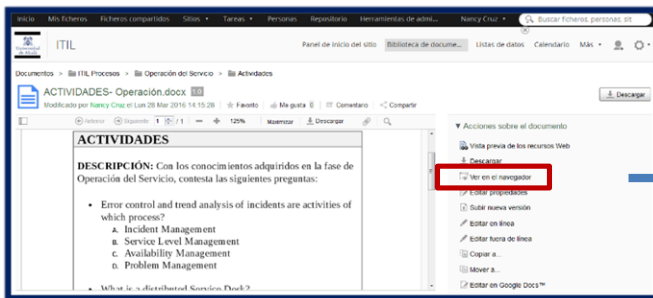 Inicio Mis ficheros Ficheros compartidos Sitios Tareas Personas Repositorio Herramientas de admi... Nancy Cruz Buscar ficheros, personas, sit
Universidad de Alcalá
ITIL Panel de inicio del sitio Biblioteca de docume... Listas de datos Calendario Más
Documentos > ITIL Procesos > Operación del Servicio > Actividades
ACTIVIDADES- Operación.docx 1.0
Modificado por Nancy Cruz el Lun 28 Mar 2016 14:15:28 Favorito Me gusta 0 Comentario Compartir
Descargar
Anterior Siguiente 1 / 1 125% Maximizar Descargar
ACTIVIDADES
DESCRIPCIÓN: Con los conocimientos adquiridos en la fase de
Operación del Servicio, contesta las siguientes preguntas:
• Error control and trend analysis of incidents are activities of
which process?
A. Incident Management
B. Service Level Management
C. Availability Management
D. Problem Management
• What is a distributed Service Desk?
Acciones sobre el documento
Vista previa de los recursos Web
Descargar
Ver en el navegador
Editar propiedades
Subir nueva versión
Editar en línea
Editar fuera de línea
Copiar a...
Mover a...
Editar en Google Docs™